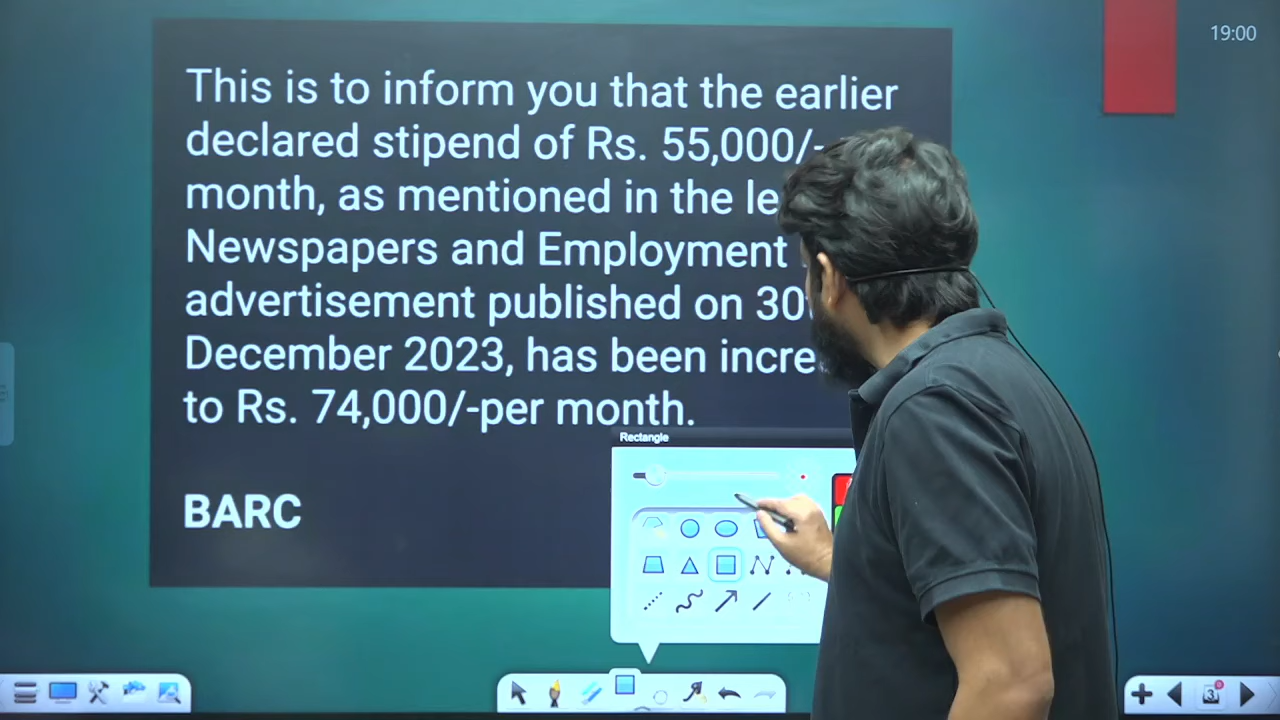 19:00
This is to inform you that the earlier
declared stipend of Rs. 55,000/-
month, as mentioned in the
Newspapers and Employment
advertisement published on
December 2023, has been
to Rs. 74,000/-per month.
Rectangle
BARC
3